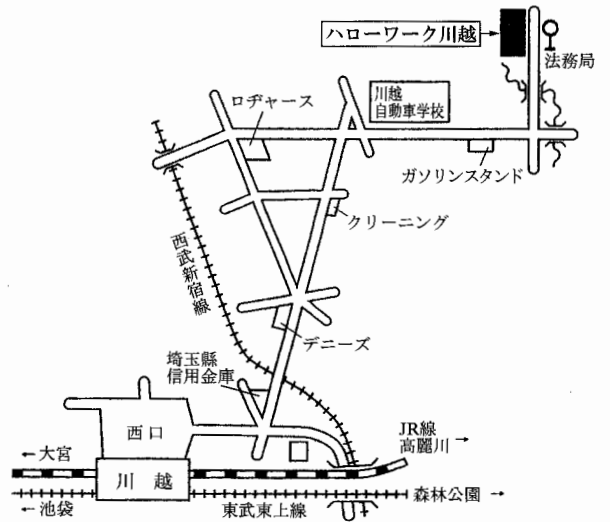 ハローワーク川越
法務局
ロヂャース
川越
自動車学校
ガソリンスタンド
クリーニング
西武新宿線
デニーズ
埼玉縣
信用金庫
西口
JR線
高麗川→
←大宮
川越
←池袋
東武東上線
森林公園→